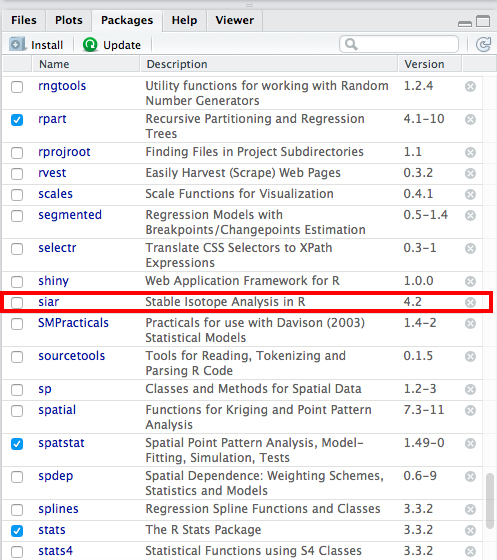 Files Plots Packages Help Viewer
Install Update
Name Description Version
rngtools Utility functions for working with Random 1.2.4
Number Generators
rpart Recursive Partitioning and Regression 4.1-10
Trees
rprojroot Finding Files in Project Subdirectories 1.1
rvest Easily Harvest (Scrape) Web Pages 0.3.2
scales Scale Functions for Visualization 0.4.1
segmented Regression Models with 0.5-1.4
Breakpoints/Changepoints Estimation
selectr Translate CSS Selectors to XPath 0.3-1
Expressions
shiny Web Application Framework for R 1.0.0
siar Stable Isotope Analysis in R 4.2
SMPracticals Practicals for use with Davison (2003) 1.4-2
Statistical Models
sourcetools Tools for Reading, Tokenizing and 0.1.5
Parsing R Code
sp Classes and Methods for Spatial Data 1.2-3
spatial Functions for Kriging and Point Pattern 7.3-11
Analysis
spatstat Spatial Point Pattern Analysis, Model- 1.49-0
Fitting, Simulation, Tests
spdep Spatial Dependence: Weighting Schemes, 0.6-9
Statistics and Models
splines Regression Spline Functions and Classes 3.3.2
stats The R Stats Package 3.3.2
stats4 Statistical Functions using S4 Classes 3.3.2